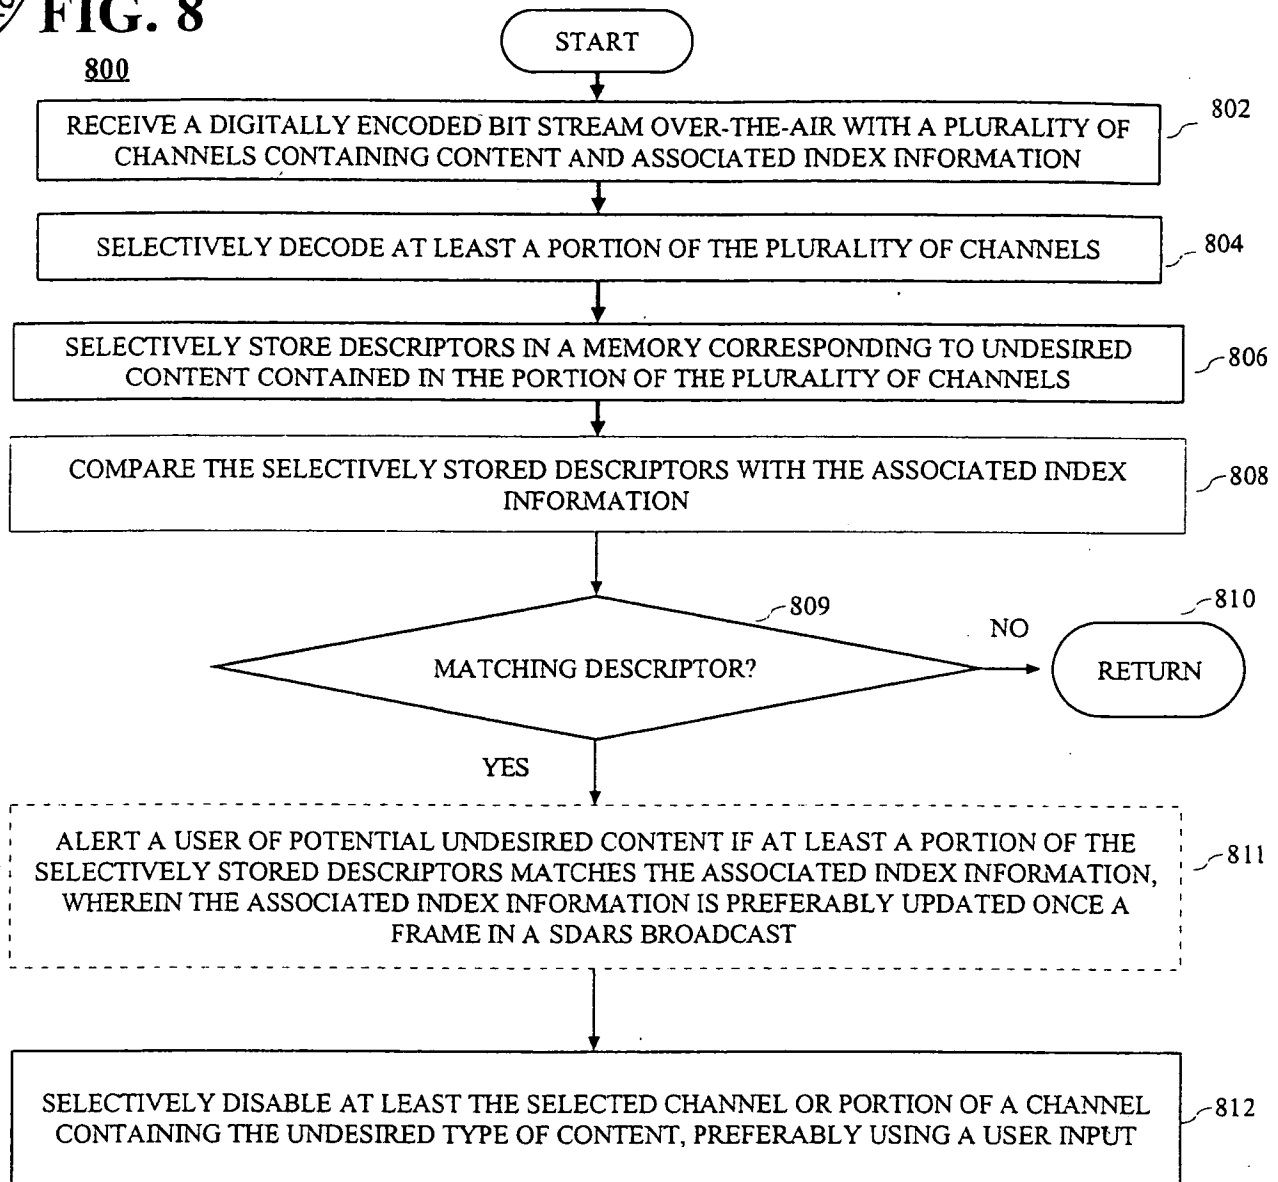 FIG. 8
800
START
RECEIVE A DIGITALLY ENCODED BIT STREAM OVER-THE-AIR WITH A PLURALITY OF
CHANNELS CONTAINING CONTENT AND ASSOCIATED INDEX INFORMATION
802
SELECTIVELY DECODE AT LEAST A PORTION OF THE PLURALITY OF CHANNELS
804
SELECTIVELY STORE DESCRIPTORS IN A MEMORY CORRESPONDING TO UNDESIRED
CONTENT CONTAINED IN THE PORTION OF THE PLURALITY OF CHANNELS
806
COMPARE THE SELECTIVELY STORED DESCRIPTORS WITH THE ASSOCIATED INDEX
INFORMATION
808
MATCHING DESCRIPTOR?
809
NO
810
RETURN
YES
ALERT A USER OF POTENTIAL UNDESIRED CONTENT IF AT LEAST A PORTION OF THE
SELECTIVELY STORED DESCRIPTORS MATCHES THE ASSOCIATED INDEX INFORMATION,
WHEREIN THE ASSOCIATED INDEX INFORMATION IS PREFERABLY UPDATED ONCE A
FRAME IN A SDARS BROADCAST
811
SELECTIVELY DISABLE AT LEAST THE SELECTED CHANNEL OR PORTION OF A CHANNEL
CONTAINING THE UNDESIRED TYPE OF CONTENT, PREFERABLY USING A USER INPUT
812